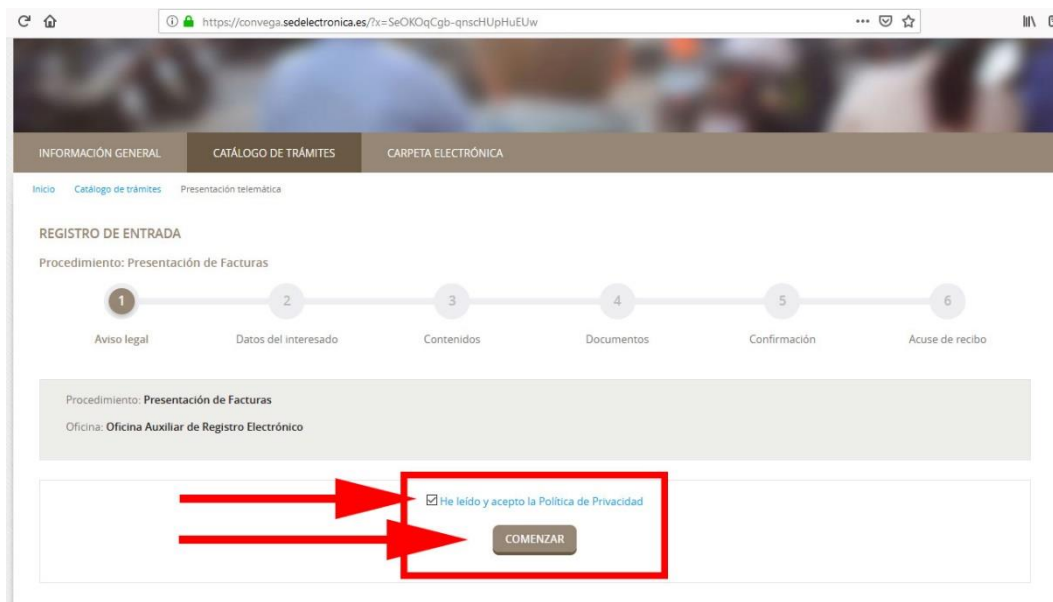 https://convega.sedelectronica.es/?x=SeOKOqCgb-qnscHUpHuEUw
INFORMACIÓN GENERAL CATÁLOGO DE TRÁMITES CARPETA ELECTRÓNICA
Inicio Catálogo de trámites Presentación telemática
REGISTRO DE ENTRADA
Procedimiento: Presentación de Facturas
1 2 3 4 5 6
Aviso legal Datos del interesado Contenidos Documentos Confirmación Acuse de recibo
Procedimiento: Presentación de Facturas
Oficina: Oficina Auxiliar de Registro Electrónico
He leído y acepto la Política de Privacidad
COMENZAR